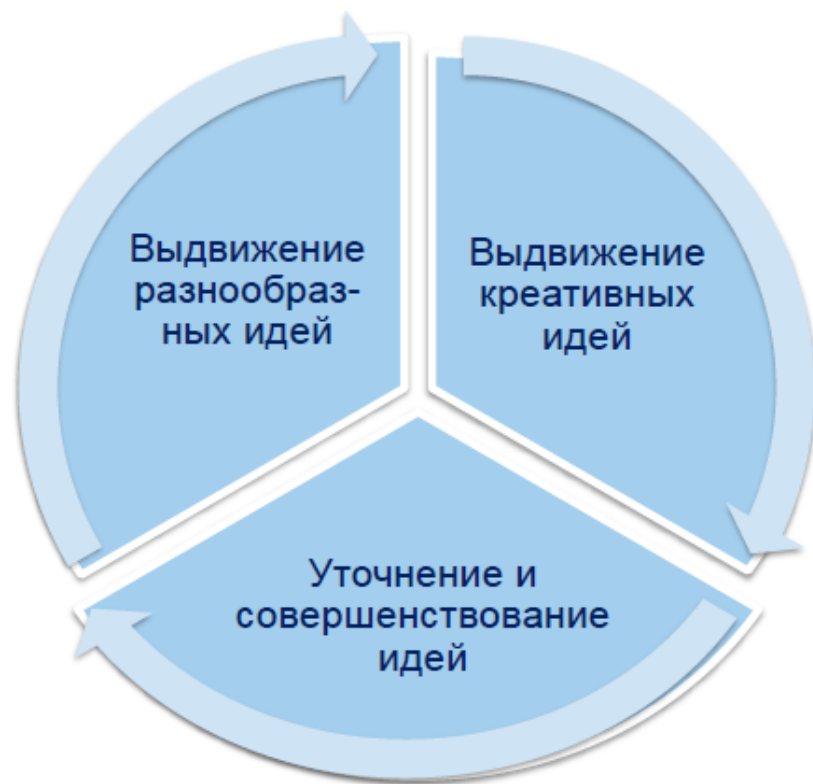 Выдвижение
разнообраз-
ных идей
Выдвижение
креативных
идей
Уточнение и
совершенствование
идей